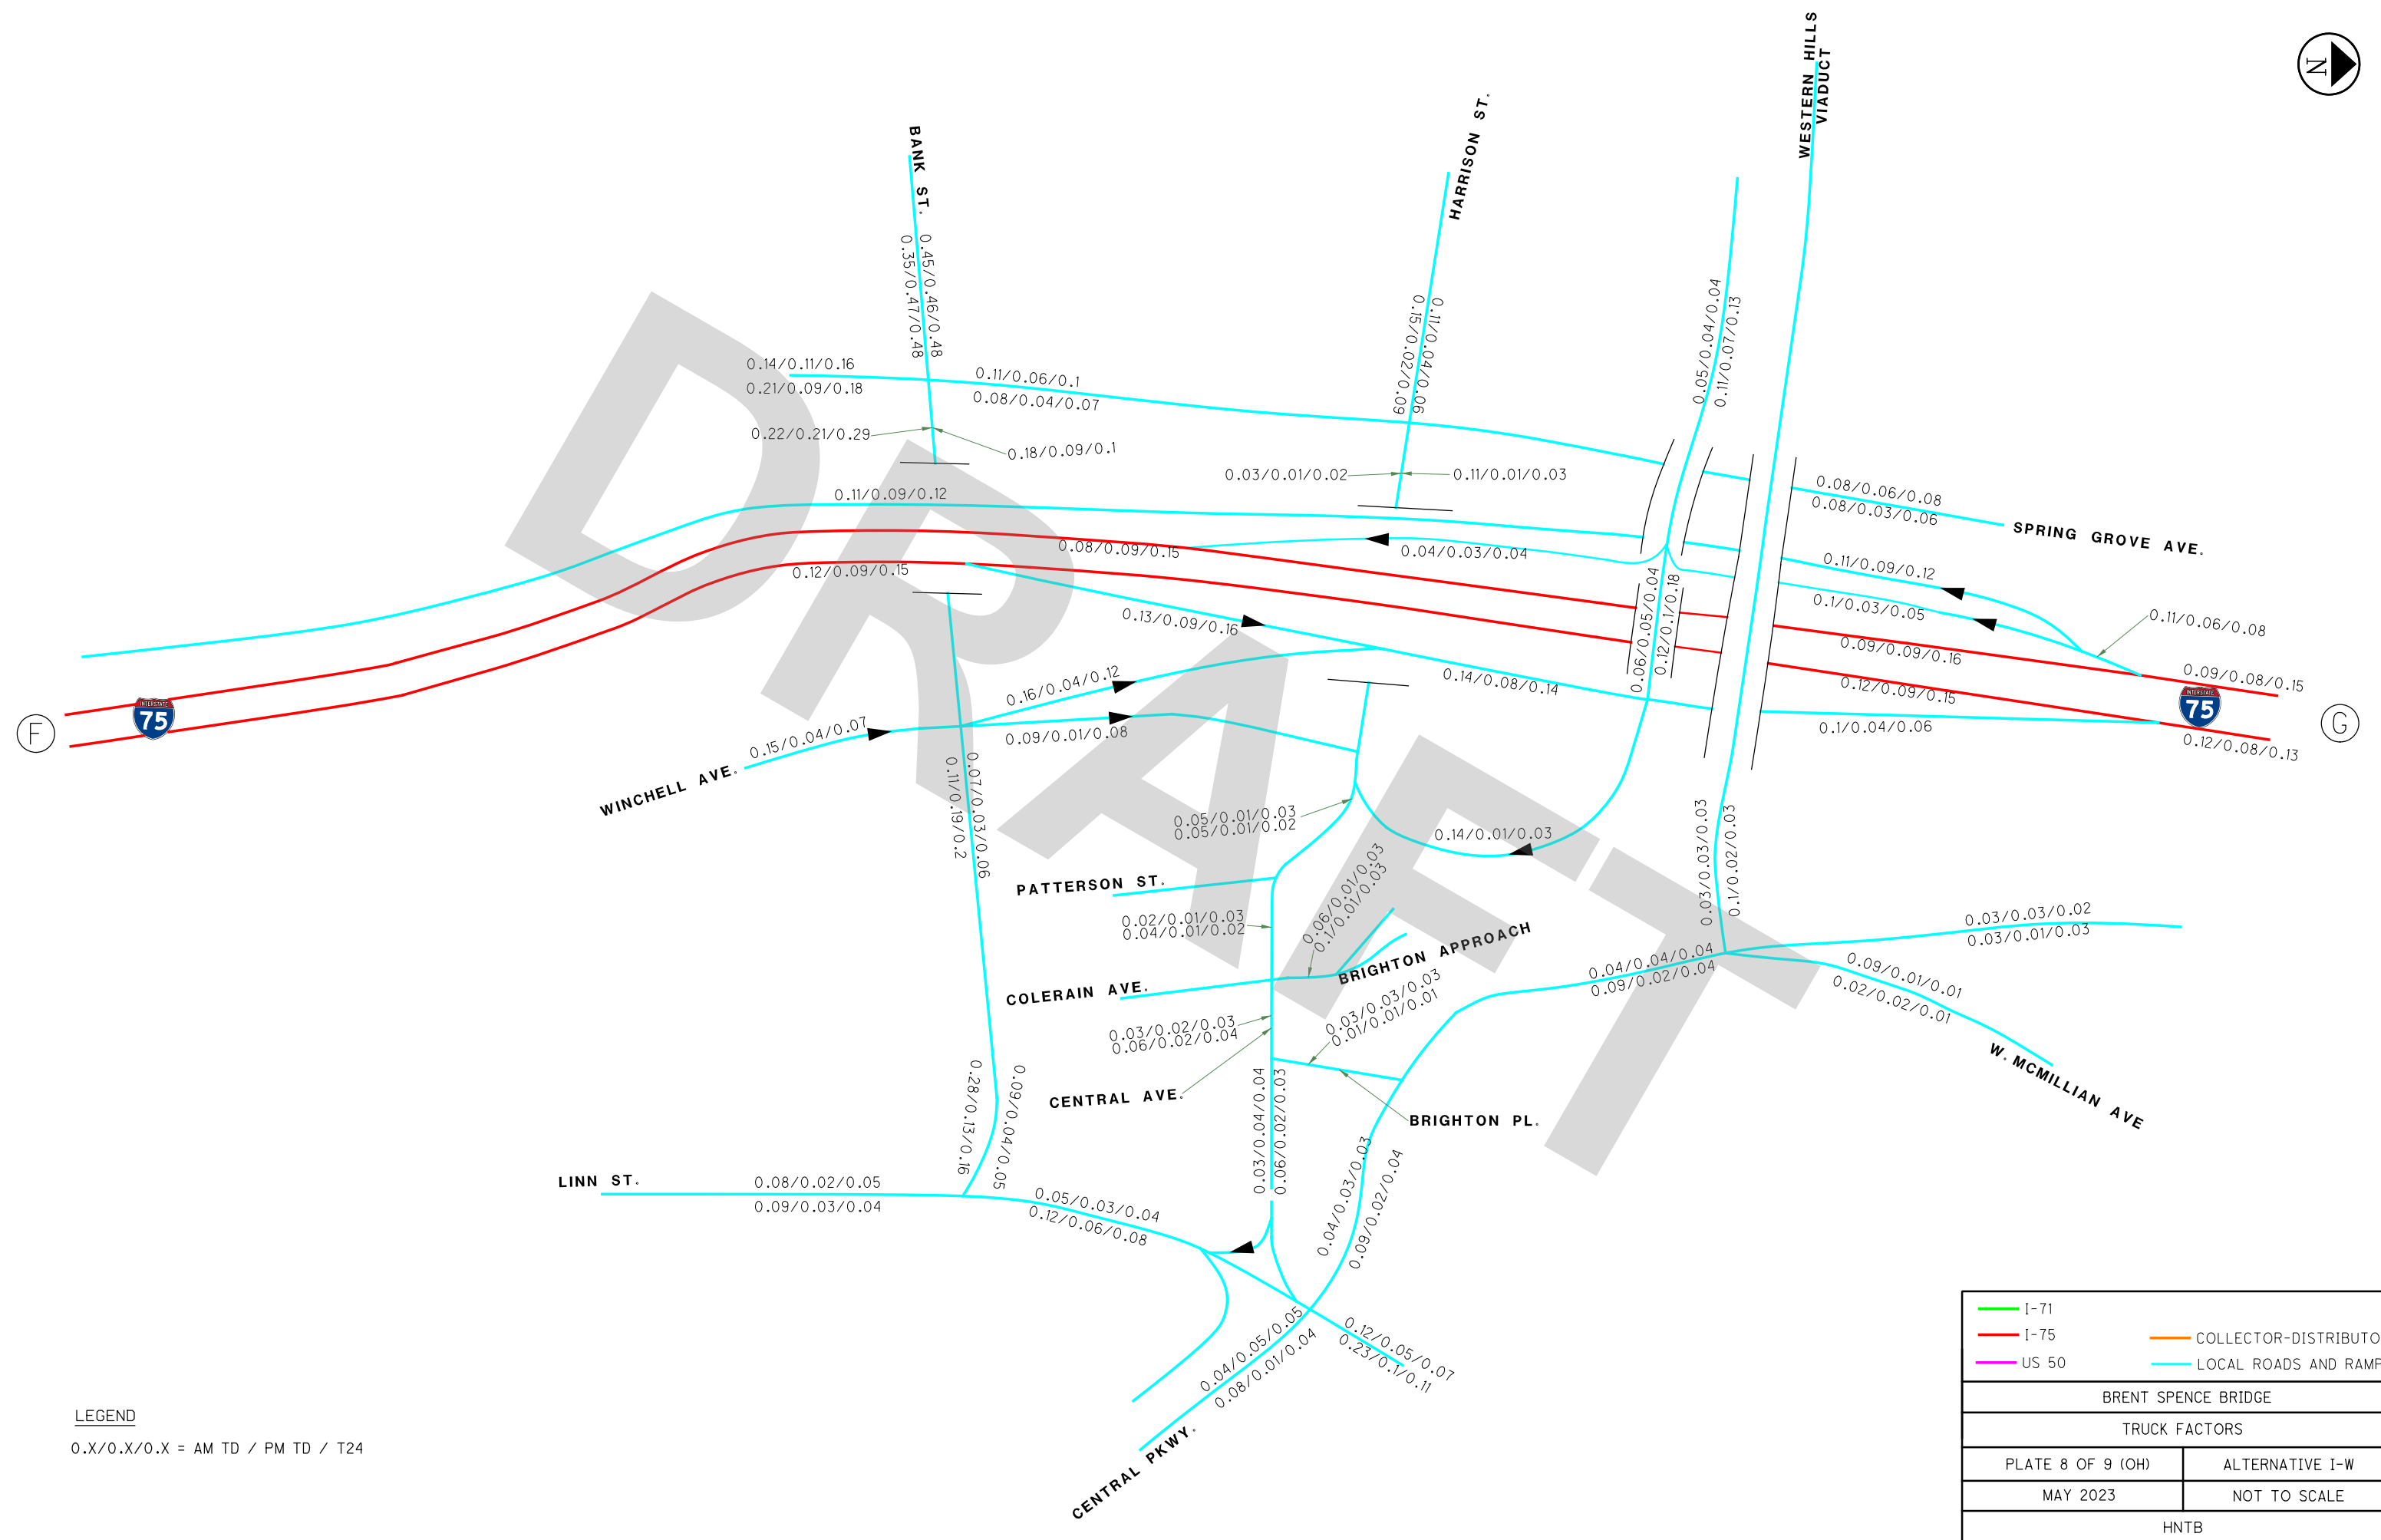 WESTERN HILLS
VIADUCT
N
BANK ST.
HARRISON ST.
0.45/0.46/0.48
0.35/0.47/0.48
0.11/0.04/0.06
0.15/0.02/0.09
0.05/0.04/0.04
0.11/0.07/0.13
0.14/0.11/0.16
0.21/0.09/0.18
0.11/0.06/0.1
0.08/0.04/0.07
0.22/0.21/0.29
0.18/0.09/0.1
0.03/0.01/0.02
0.11/0.01/0.03
0.08/0.06/0.08
0.08/0.03/0.06
SPRING GROVE AVE.
0.11/0.09/0.12
0.08/0.09/0.15
0.04/0.03/0.04
0.12/0.09/0.15
0.13/0.09/0.16
0.06/0.05/0.04
0.12/0.1/0.18
0.11/0.09/0.12
0.1/0.03/0.05
0.11/0.06/0.08
0.09/0.09/0.16
0.09/0.08/0.15
0.12/0.09/0.15
0.14/0.08/0.14
0.16/0.04/0.12
INTERSTATE
75
INTERSTATE
75
F
G
0.1/0.04/0.06
0.12/0.08/0.13
0.15/0.04/0.07
0.09/0.01/0.08
WINCHELL AVE.
0.07/0.03/0.06
0.11/0.19/0.2
0.05/0.01/0.03
0.05/0.01/0.02
0.14/0.01/0.03
0.03/0.03/0.03
0.1/0.02/0.03
PATTERSON ST.
0.06/0.01/0.03
0.1/0.01/0.03
0.02/0.01/0.03
0.04/0.01/0.02
BRIGHTON APPROACH
0.03/0.03/0.02
0.03/0.01/0.03
0.04/0.04/0.04
0.09/0.02/0.04
0.09/0.01/0.01
0.02/0.02/0.01
COLERAIN AVE.
0.03/0.03/0.03
0.01/0.01/0.01
0.03/0.02/0.03
0.06/0.02/0.04
W. MCMILLIAN AVE
CENTRAL AVE.
BRIGHTON PL.
0.28/0.13/0.16
0.09/0.04/0.05
0.03/0.04/0.04
0.06/0.02/0.03
0.04/0.03/0.03
0.09/0.02/0.04
LINN ST.
0.08/0.02/0.05
0.09/0.03/0.04
0.05/0.03/0.04
0.12/0.06/0.08
0.04/0.05/0.05
0.08/0.01/0.04
0.12/0.05/0.07
0.23/0.1/0.11
CENTRAL PKWY.
DRAFT
LEGEND
0.X/0.X/0.X = AM TD / PM TD / T24
I-71
I-75
COLLECTOR-DISTRIBUTO
US 50
LOCAL ROADS AND RAMP
BRENT SPENCE BRIDGE
TRUCK FACTORS
PLATE 8 OF 9 (OH)
ALTERNATIVE I-W
MAY 2023
NOT TO SCALE
HNTB